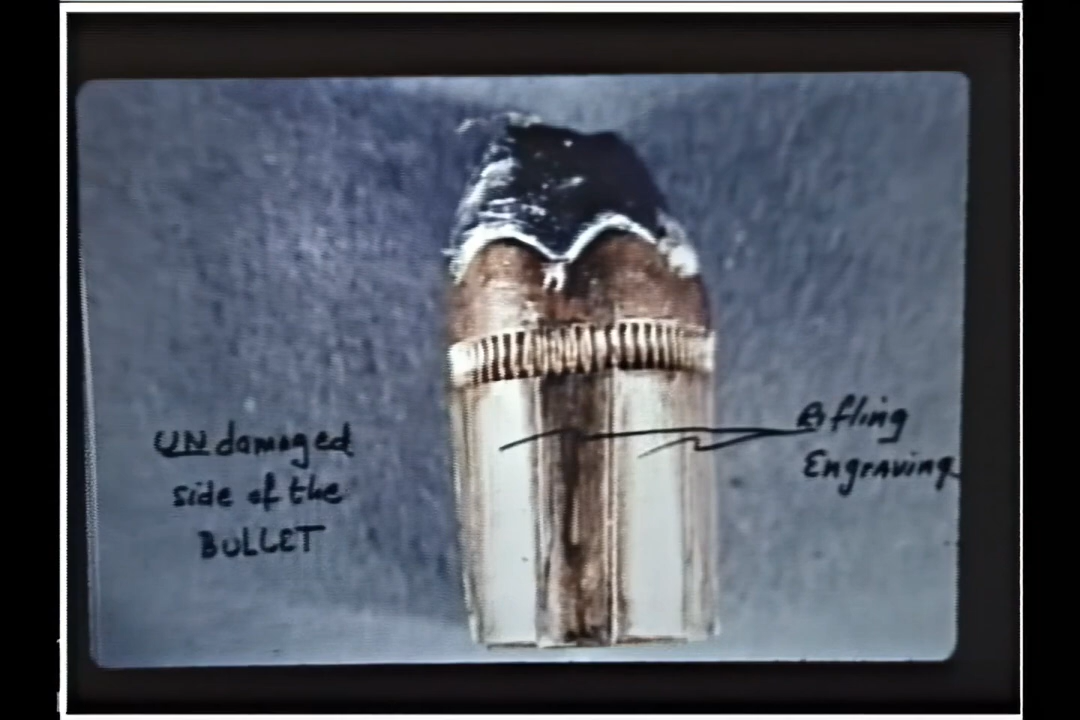 UNdamaged
side of the
BULLET
Rifling
Engraving